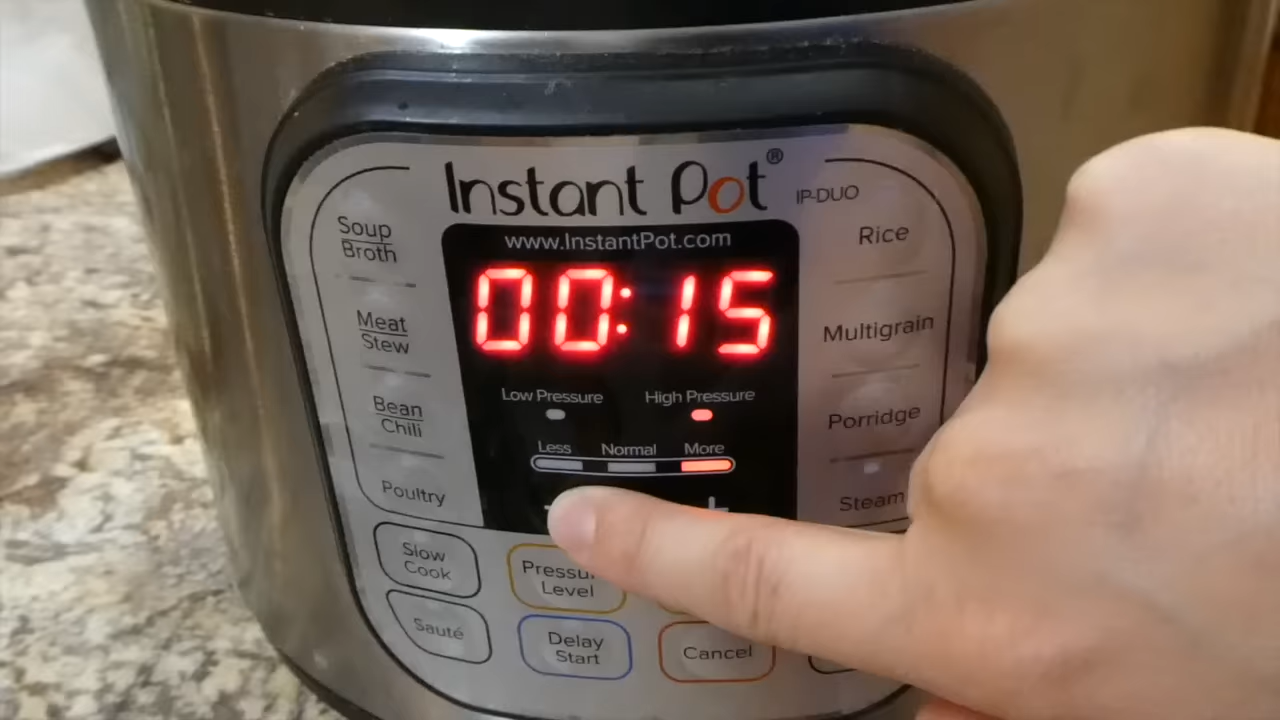 Instant Pot® IP-DUO
www.InstantPot.com
00:15
Low Pressure High Pressure
Less Normal More
+
Soup
Broth
Meat
Stew
Bean
Chili
Poultry
Slow
Cook
Sauté
Level
Delay
Start
Cancel
Rice
Multigrain
Porridge
Steam